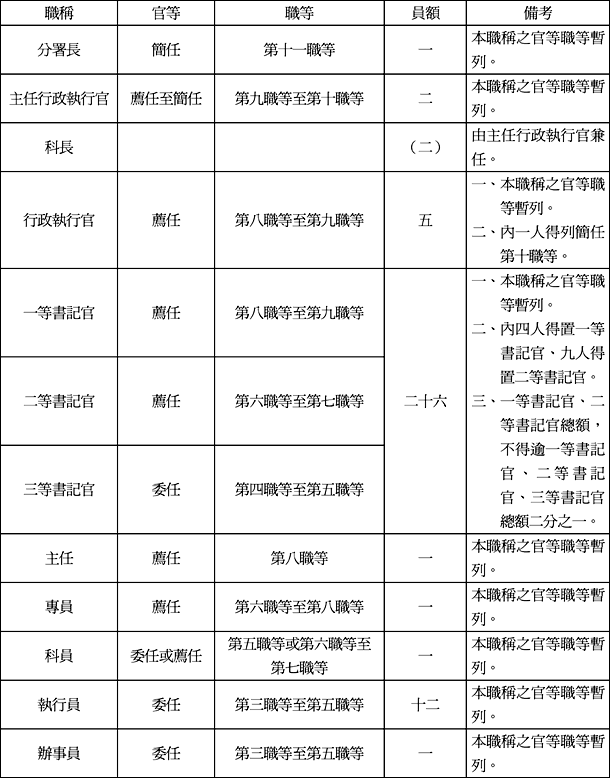 職稱 官等 職等 員額 備考
分署長 簡任 第十一職等 一 本職稱之官等職等暫
列。
主任行政執行官 薦任至簡任 第九職等至第十職等 二 本職稱之官等職等暫
列。
科長 （二） 由主任行政執行官兼
任。
行政執行官 薦任 第八職等至第九職等 五 一、本職稱之官等職
等暫列。
二、內一人得列簡任
第十職等。
一等書記官 薦任 第八職等至第九職等
二等書記官 薦任 第六職等至第七職等
三等書記官 委任 第四職等至第五職等
二十六
一、本職稱之官等職
等暫列。
二、內四人得置一等
書記官、九人得
置二等書記官。
三、一等書記官、二
等書記官總額，
不得逾一等書記
官、二等書記
官、三等書記官
總額二分之一。
主任 薦任 第八職等 一 本職稱之官等職等暫
列。
專員 薦任 第六職等至第八職等 一 本職稱之官等職等暫
列。
科員 委任或薦任 第五職等或第六職等至
第七職等 一 本職稱之官等職等暫
列。
執行員 委任 第三職等至第五職等 十二 本職稱之官等職等暫
列。
辦事員 委任 第三職等至第五職等 一 本職稱之官等職等暫
列。